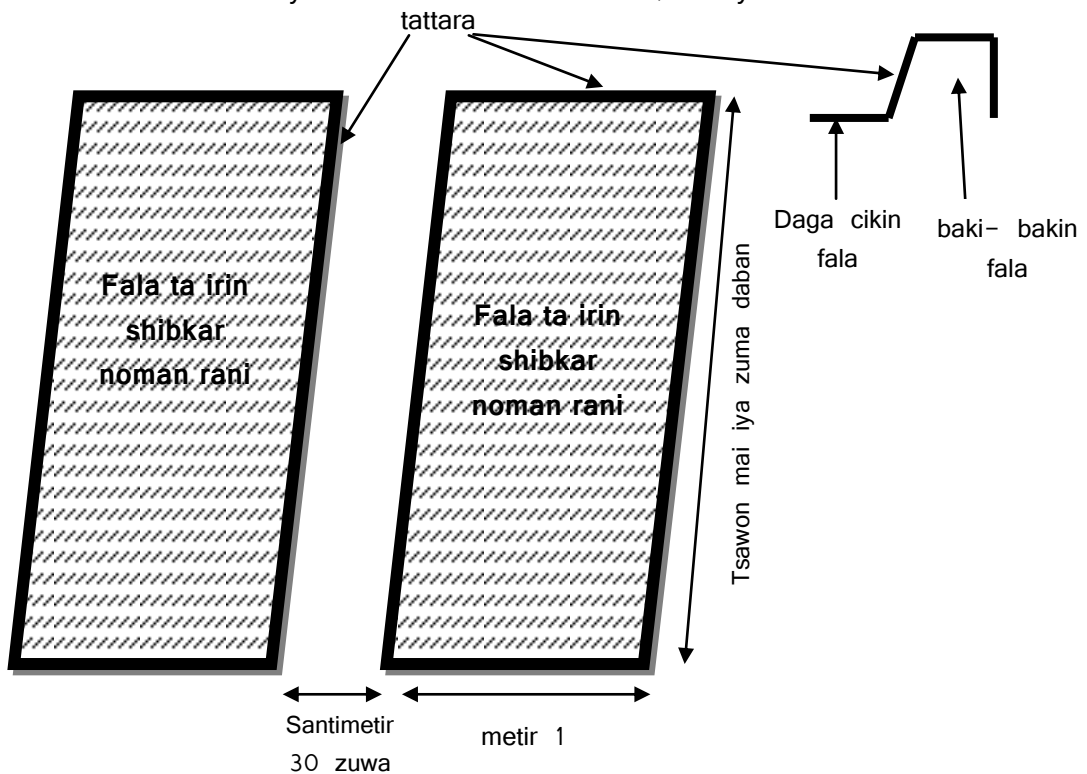 tattara
Daga cikin
fala
baki- bakin
fala
Fala ta irin
shibkar
noman rani
Fala ta irin
shibkar
noman rani
Tsawon mai iya zuma daban
Santimetir
30 zuwa
metir 1